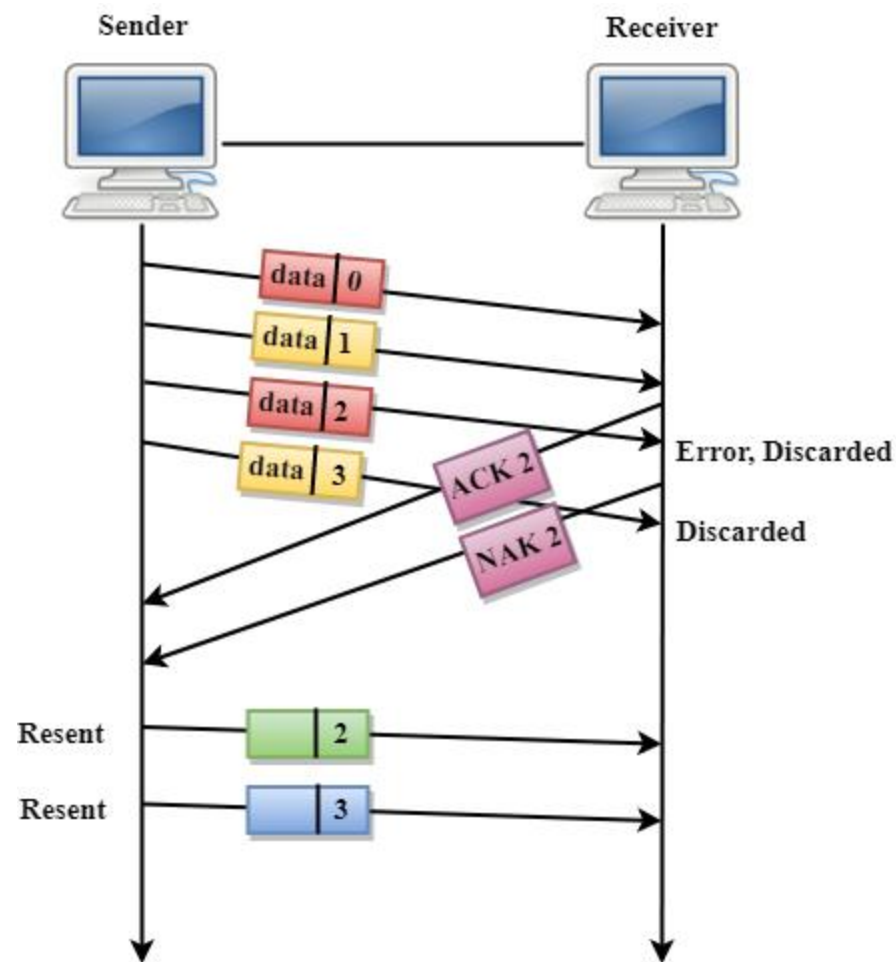 Sender
Receiver
data 0
data 1
data 2
Error, Discarded
data 3
ACK 2
Discarded
NAK 2
Resent
2
Resent
3